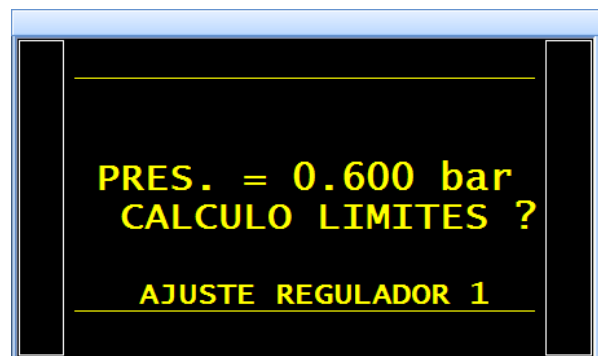 PRES. = 0.600 bar
CALCULO LIMITES ?
AJUSTE REGULADOR 1